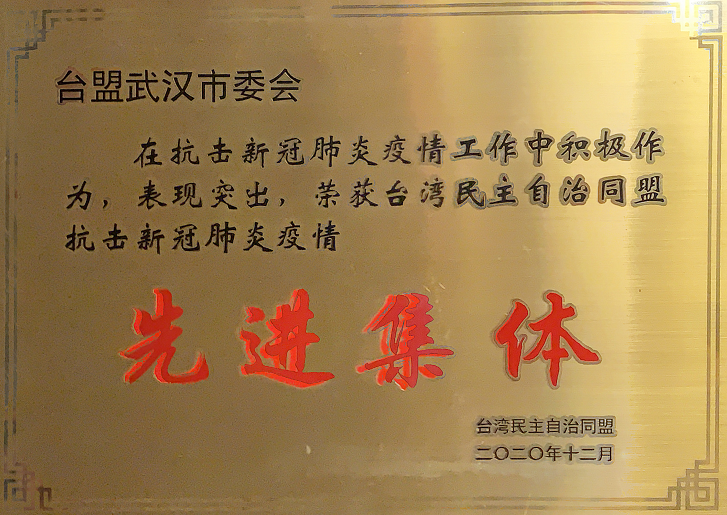 台盟武汉市委会
在抗击新冠肺炎疫情工作中积极作
为，表现突出，荣获台湾民主自治同盟
抗击新冠肺炎疫情
先进集体
台湾民主自治同盟
二〇二〇年十二月